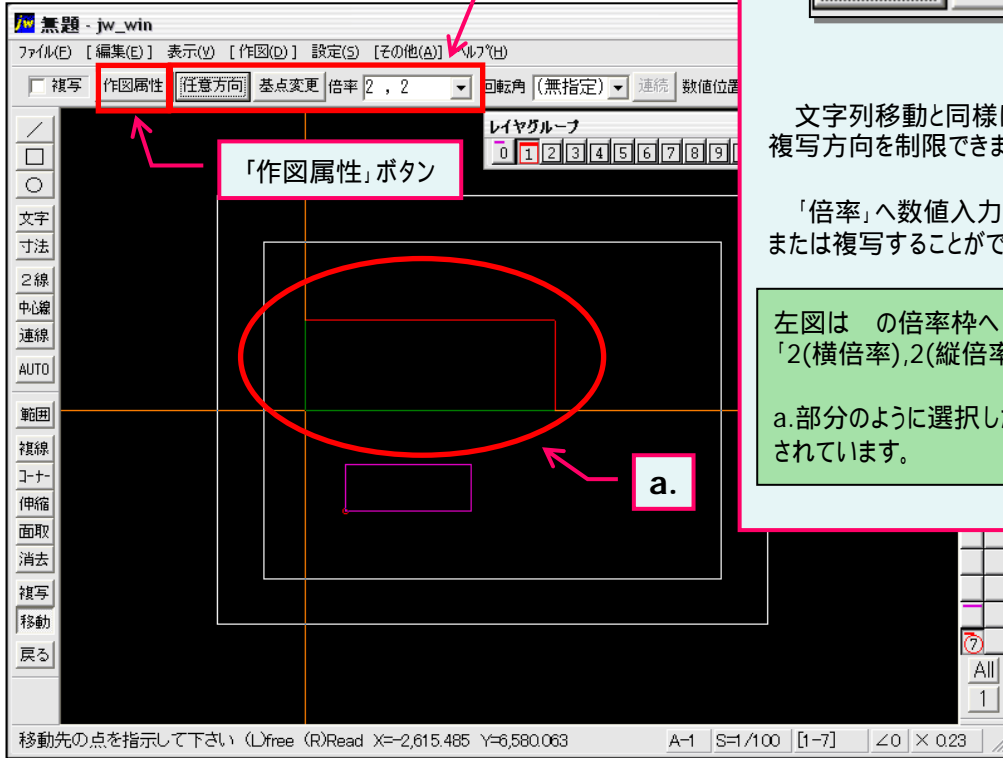 jw 無題 - jw_win
ファイル(F) [編集(E)] 表示(V) [作図(D)] 設定(S) [その他(A)] ヘルプ(H)
複写 作図属性 任意方向 基点変更 倍率 2 , 2 回転角 (無指定) 連続 数値位置
レイヤグループ
0 1 2 3 4 5 6 7 8 9
「作図属性」ボタン
／
□
○
文字
寸法
2線
中心線
連線
AUTO
範囲
複線
コーナー
伸縮
面取
消去
複写
移動
戻る
a.
文字列移動と同様
複写方向を制限でき
「倍率」へ数値入力
または複写することが
左図は の倍率枠へ
「2(横倍率),2(縦倍率
a.部分のように選択し
されています。
7
All
1
移動先の点を指示して下さい (L)free (R)Read X=-2,615.485 Y=6,580.063
A-1 S=1/100 [1-7] ∠0 × 0.23